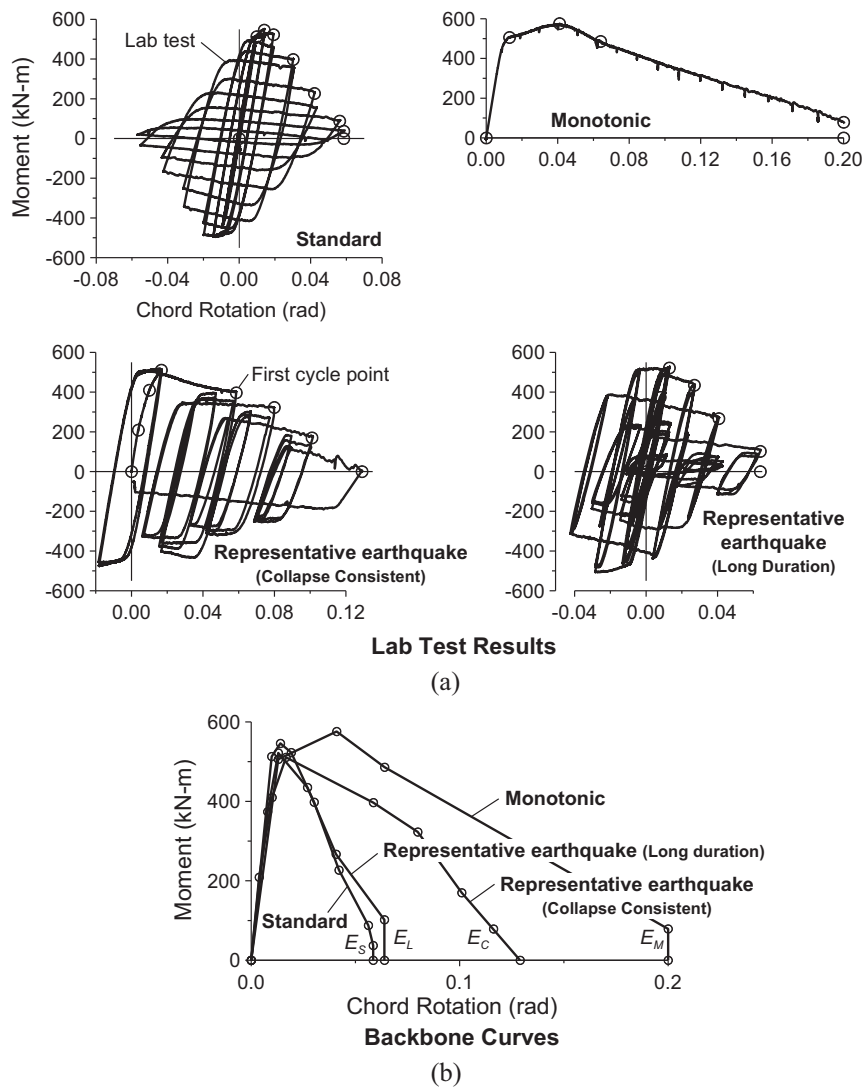 600
400
200
0
-200
-400
-600
Moment (kN-m)
Lab test
Standard
-0.08 -0.04 0.00 0.04 0.08
Chord Rotation (rad)
600
400
200
0
Monotonic
0.00 0.04 0.08 0.12 0.16 0.20
600
400
200
0
-200
-400
-600
First cycle point
Representative earthquake
(Collapse Consistent)
0.00 0.04 0.08 0.12
600
400
200
0
-200
-400
-600
Representative
earthquake
(Long Duration)
-0.04 0.00 0.04
Lab Test Results
(a)
600
400
200
0
Moment (kN-m)
Monotonic
Representative earthquake (Long duration)
Representative earthquake
(Collapse Consistent)
Standard
E_S E_L E_C E_M
0.0 0.1 0.2
Chord Rotation (rad)
Backbone Curves
(b)